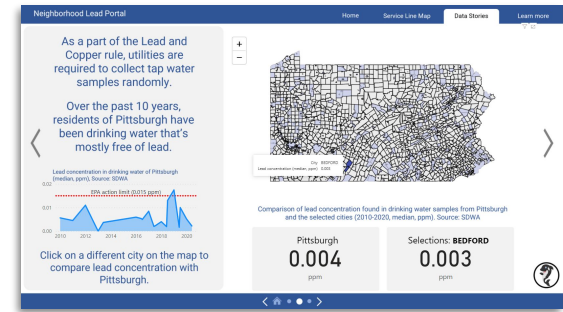 Neighborhood Lead Portal
Home
Service Line Map
Data Stories
Learn more
As a part of the Lead and
Copper rule, utilities are
required to collect tap water
samples randomly.
Over the past 10 years,
residents of Pittsburgh have
been drinking water that's
mostly free of lead.
Lead concentration in drinking water of Pittsburgh
(median, ppm). Source: SDWA
0.02
EPA action limit (0.015 ppm)
0.01
0.00
2010 2012 2014 2016 2018 2020
Click on a different city on the map to
compare lead concentration with
Pittsburgh.
+
−
City BEDFORD
Lead concentration (median, ppm) 0.003
Comparison of lead concentration found in drinking water samples from Pittsburgh
and the selected cities (2010-2020, median, ppm). Source: SDWA
Pittsburgh
0.004
ppm
Selections: BEDFORD
0.003
ppm